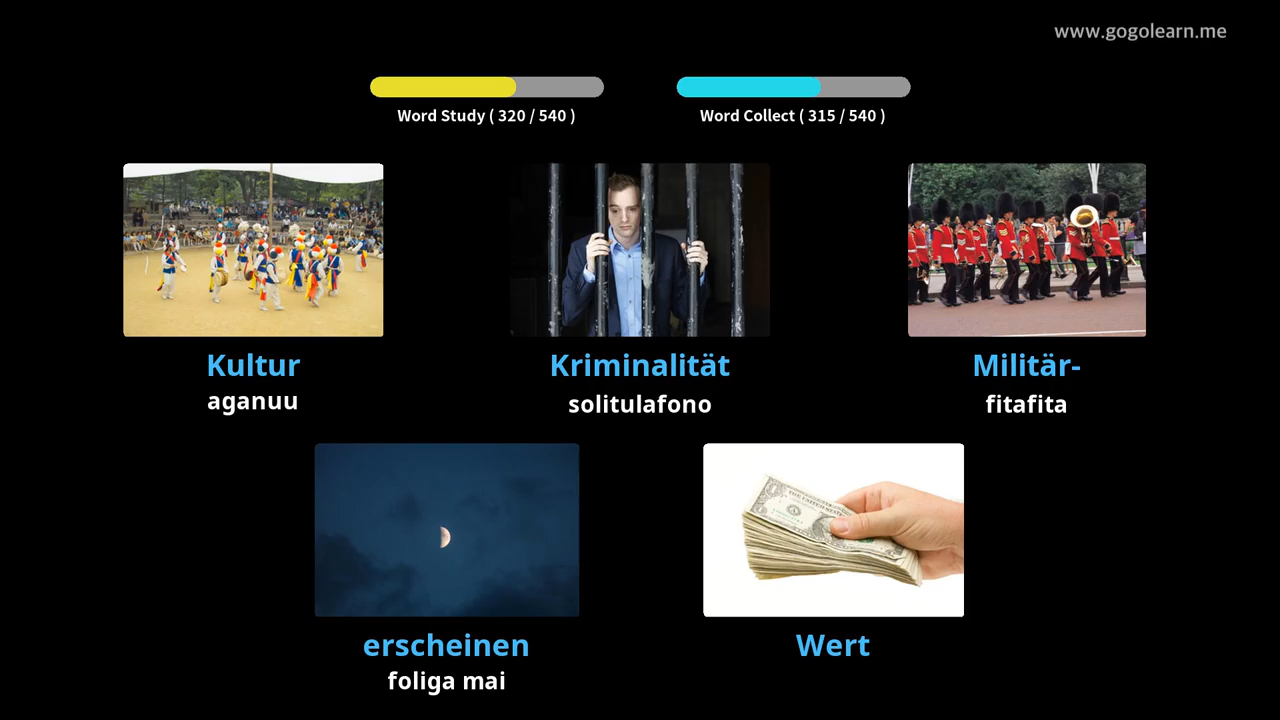 www.gogolearn.me
Word Study ( 320 / 540 )
Word Collect ( 315 / 540 )
Kultur
aganuu
Kriminalität
solitulafono
Militär-
fitafita
erscheinen
foliga mai
Wert